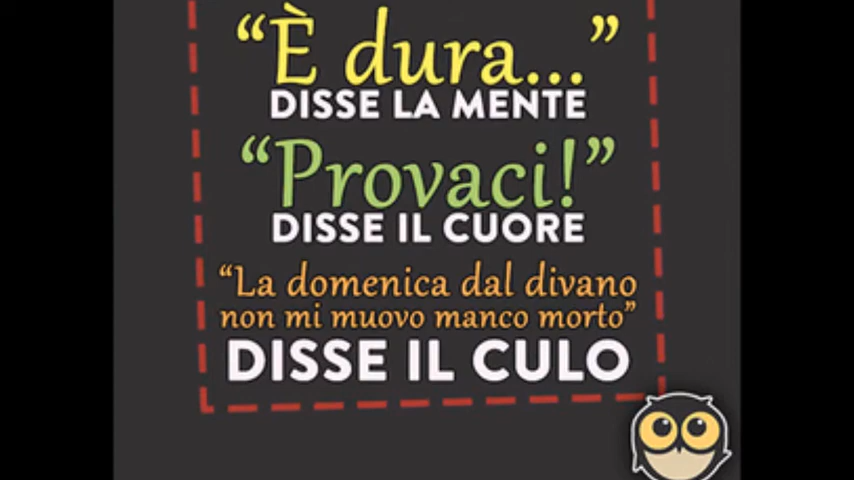 “È dura...”
DISSE LA MENTE
“Provaci!”
DISSE IL CUORE
“La domenica dal divano
non mi muovo manco morto”
DISSE IL CULO